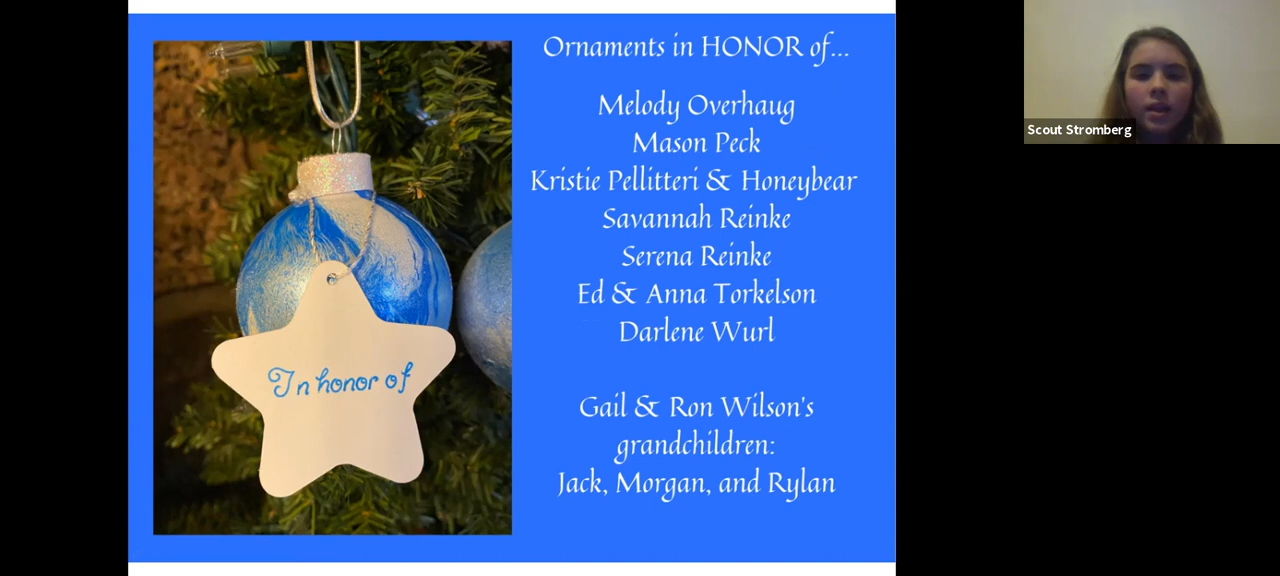 Ornaments in HONOR of...
Melody Overhaug
Mason Peck
Kristie Pellitteri & Honeybear
Savannah Reinke
Serena Reinke
Ed & Anna Torkelson
Darlene Wurl
Gail & Ron Wilson's
grandchildren:
Jack, Morgan, and Rylan
In honor of
Scout Stromberg